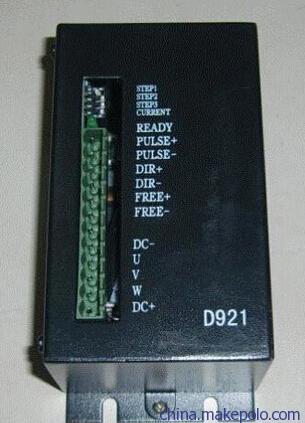 STEP1
STEP2
STEP3
CURRENT
READY
PULSE+
PULSE-
DIR+
DIR-
FREE+
FREE-
DC-
U
V
W
DC+
D921
china.makepolo.com